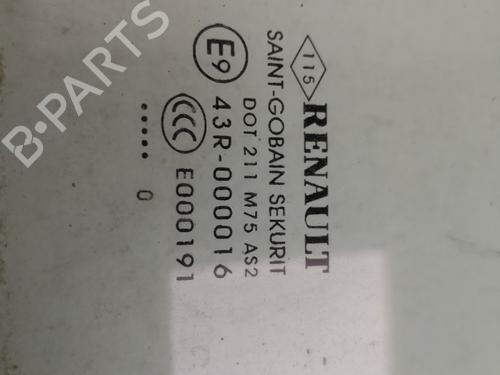 115
RENAULT
SAINT-GOBAIN SEKURIT
DOT 211 M75 AS2
E9 43R-000016
CCC E000191
.....
0
B-PARTS